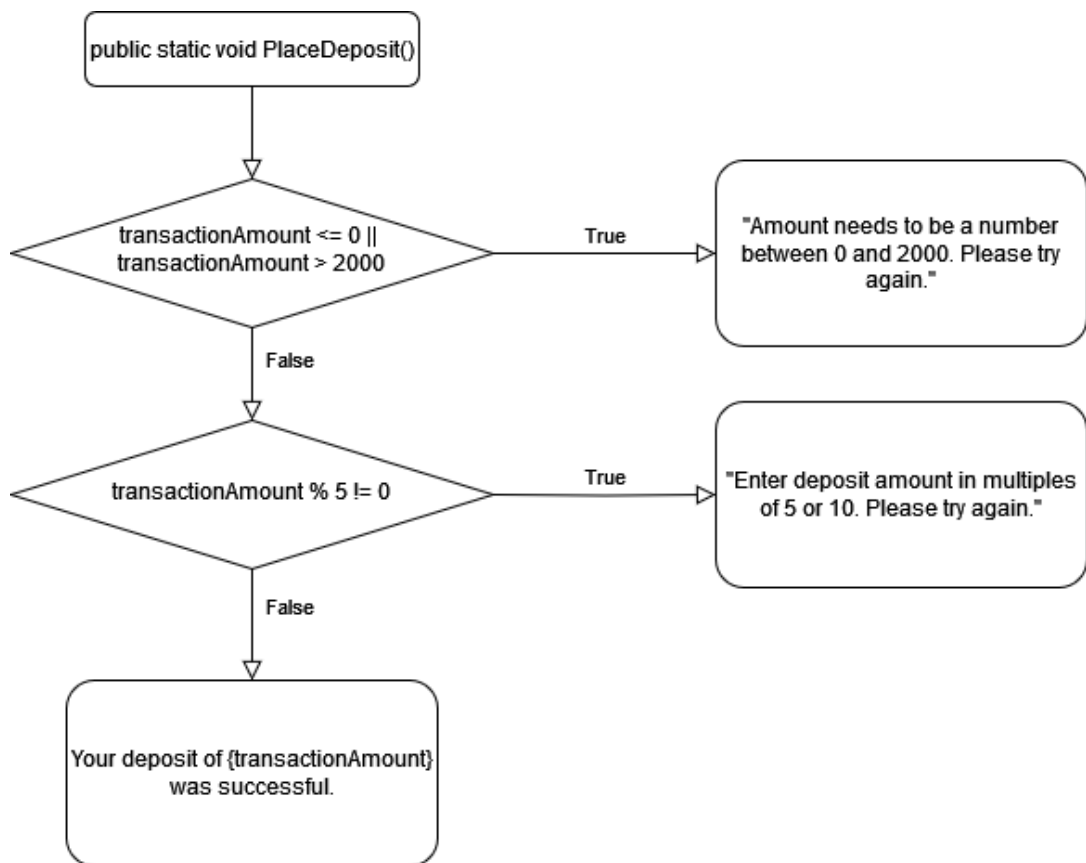 public static void PlaceDeposit()
transactionAmount <= 0 ||
transactionAmount > 2000
True
"Amount needs to be a number
between 0 and 2000. Please try
again."
False
transactionAmount % 5 != 0
True
"Enter deposit amount in multiples
of 5 or 10. Please try again."
False
Your deposit of {transactionAmount}
was successful.